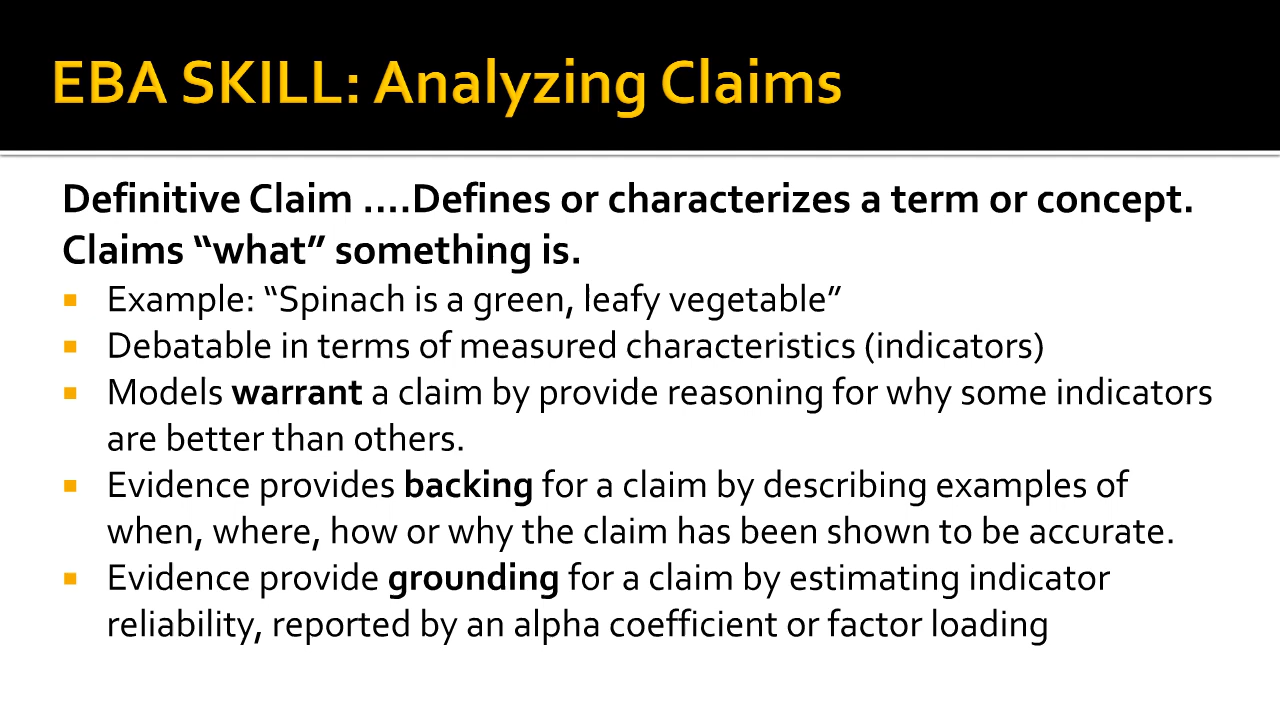 EBA SKILL: Analyzing Claims
Definitive Claim ….Defines or characterizes a term or concept.
Claims “what” something is.
Example: “Spinach is a green, leafy vegetable”
Debatable in terms of measured characteristics (indicators)
Models warrant a claim by provide reasoning for why some indicators
are better than others.
Evidence provides backing for a claim by describing examples of
when, where, how or why the claim has been shown to be accurate.
Evidence provide grounding for a claim by estimating indicator
reliability, reported by an alpha coefficient or factor loading